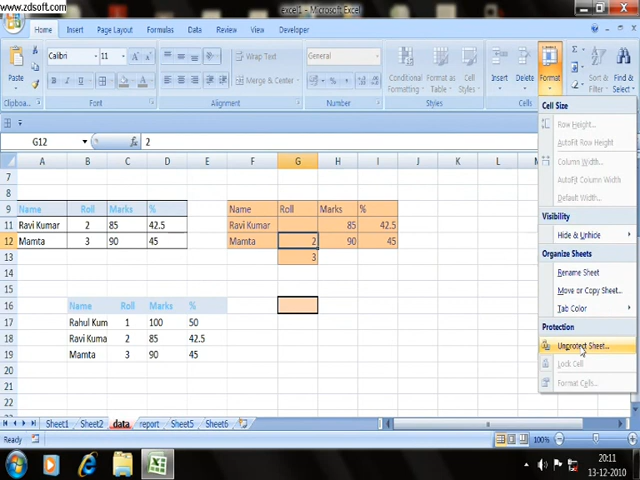 www.zdsoft.com
excel1 - Microsoft Excel
Home Insert Page Layout Formulas Data Review View Developer
Paste Calibri 11 Wrap Text General Conditional Formatting Format as Table Cell Styles Insert Delete Format Sort & Filter Find & Select
B I U Merge & Center $ % ,
Clipboard Font Alignment Number Styles Cells
Cell Size
Row Height...
AutoFit Row Height
Column Width...
AutoFit Column Width
Default Width...
Visibility
Hide & Unhide
Organize Sheets
Rename Sheet
Move or Copy Sheet...
Tab Color
Protection
Unprotect Sheet...
Lock Cell
Format Cells...
G12 fx 2
A B C D E F G H I J K L
7
8
9 Name Roll Marks % Name Roll Marks %
11 Ravi Kumar 2 85 42.5 Ravi Kumar 85 42.5
12 Mamta 3 90 45 Mamta 2 90 45
13 3
14
15
16 Name Roll Marks %
17 Rahul Kum 1 100 50
18 Ravi Kuma 2 85 42.5
19 Mamta 3 90 45
20
21
22
Sheet1 Sheet2 data report Sheet5 Sheet6
Ready 100%
20:11
13-12-2010